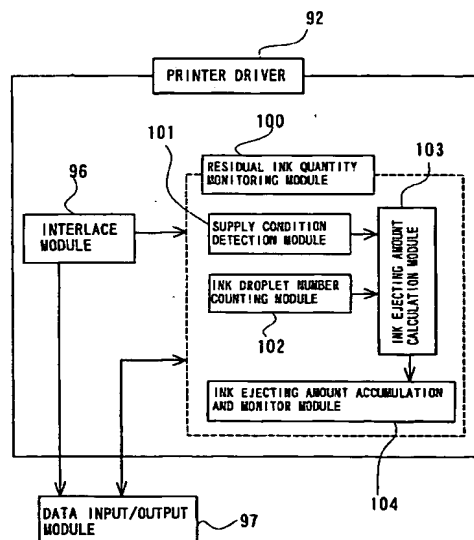 92
PRINTER DRIVER
101
100
103
96
RESIDUAL INK QUANTITY
MONITORING MODULE
INTERLACE
MODULE
SUPPLY CONDITION
DETECTION MODULE
INK DROPLET NUMBER
COUNTING MODULE
102
INK EJECTING AMOUNT
CALCULATION MODULE
INK EJECTING AMOUNT ACCUMULATION
AND MONITOR MODULE
104
DATA INPUT/OUTPUT
MODULE
97